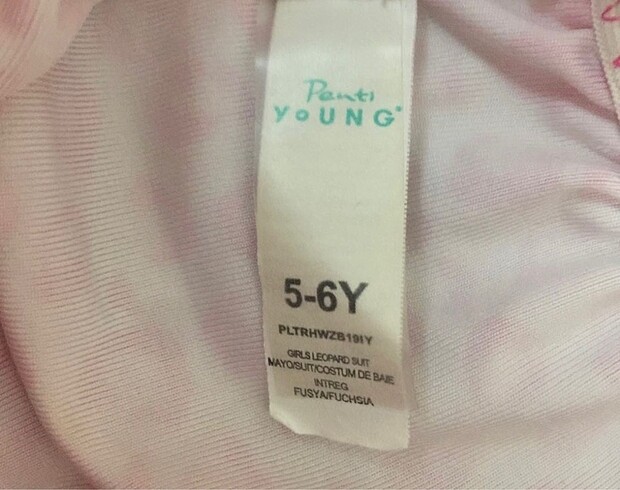 Penti
YoUNG
5-6Y
PLTRHWZB19IY
GIRLS LEOPARD SUIT
MAYO/SUIT/COSTUM DE BAIE
INTREG
FUSYA/FUCHSIA